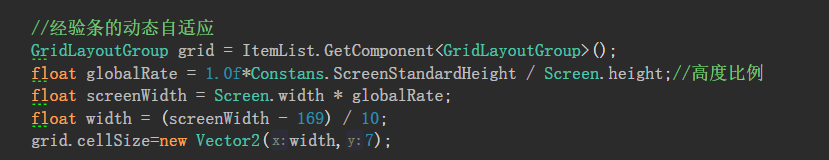 //经验条的动态自适应
GridLayoutGroup grid = ItemList.GetComponent<GridLayoutGroup>();
float globalRate = 1.0f*Constans.ScreenStandardHeight / Screen.height;//高度比例
float screenWidth = Screen.width * globalRate;
float width = (screenWidth - 169) / 10;
grid.cellSize=new Vector2(x:width,y:7);